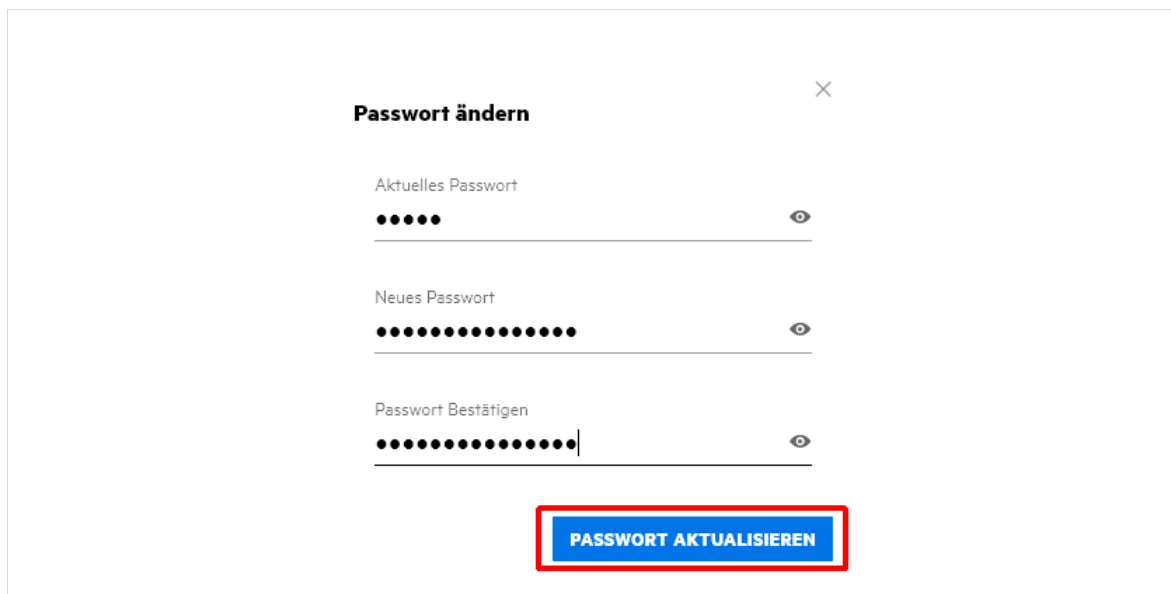 Passwort ändern
Aktuelles Passwort
●●●●●
Neues Passwort
●●●●●●●●●●●●●●●
Passwort Bestätigen
●●●●●●●●●●●●●●●
PASSWORT AKTUALISIEREN